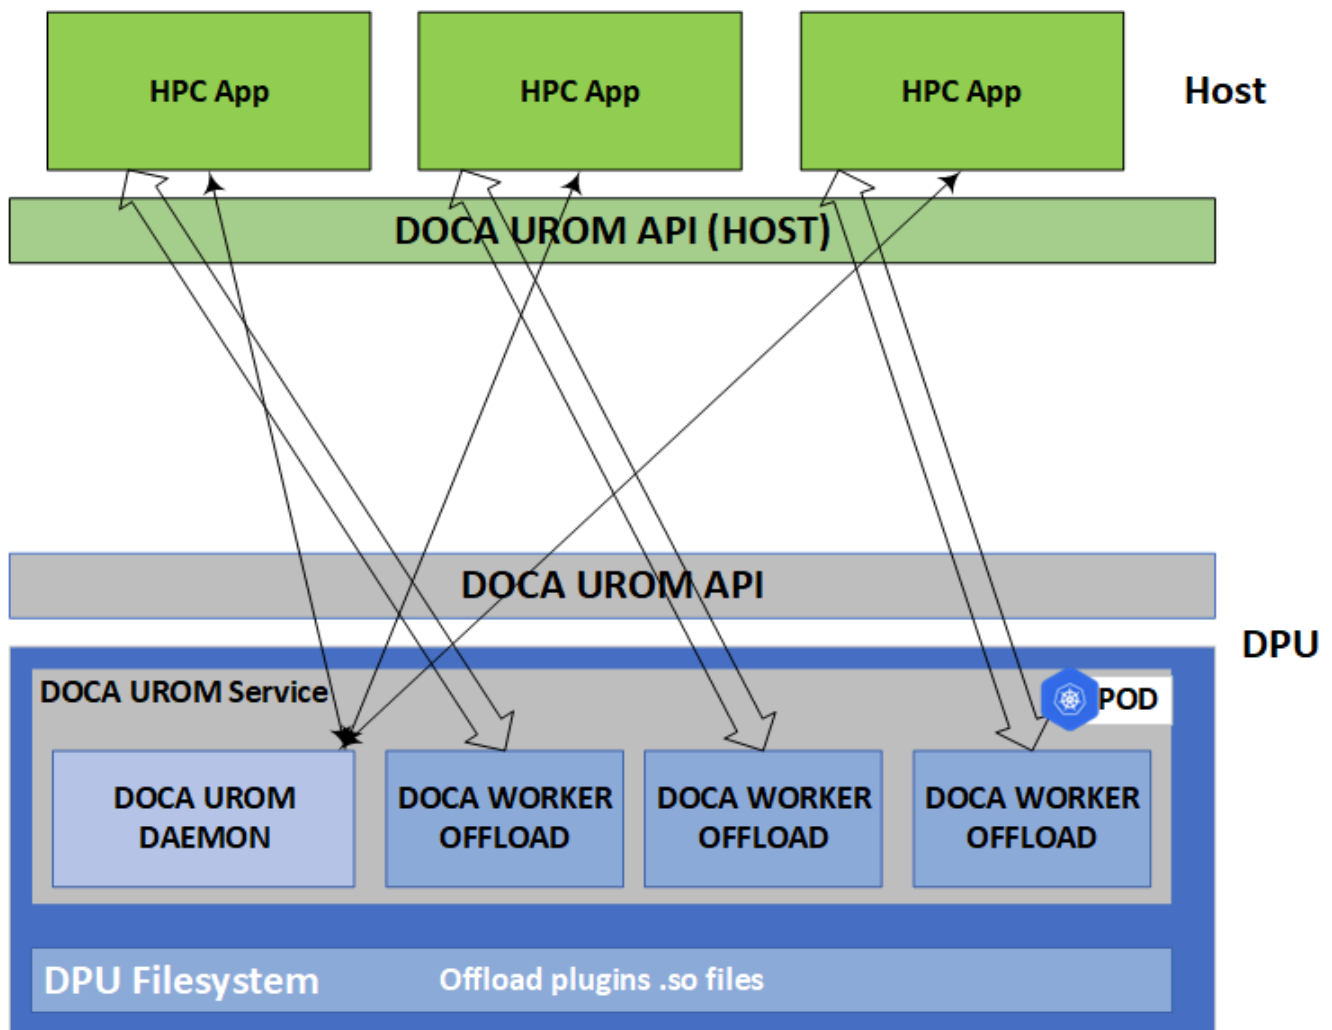 HPC App
HPC App
HPC App
Host
DOCA UROM API (HOST)
DOCA UROM API
DPU
DOCA UROM Service
POD
DOCA UROM
DAEMON
DOCA WORKER
OFFLOAD
DOCA WORKER
OFFLOAD
DOCA WORKER
OFFLOAD
DPU Filesystem
Offload plugins .so files